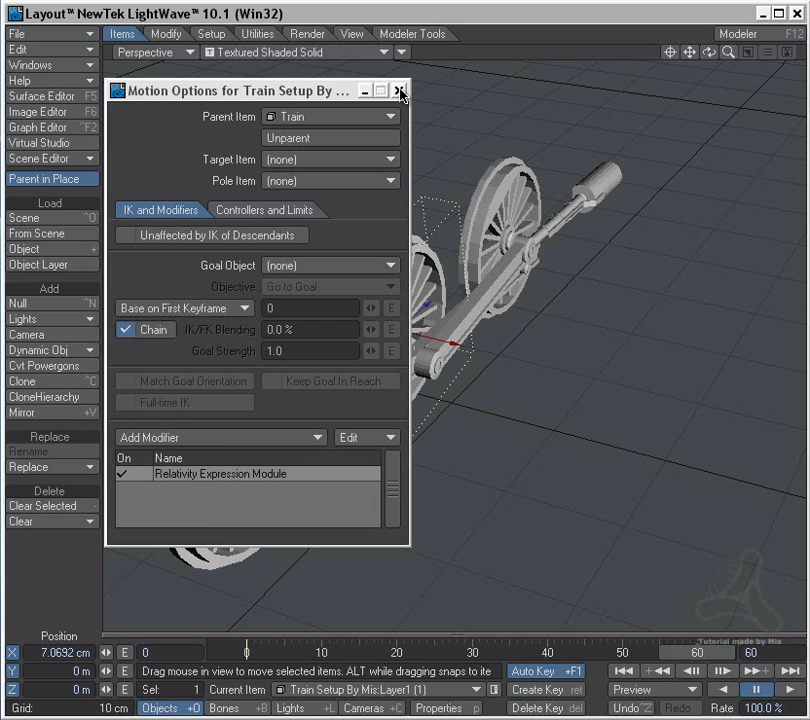 Layout™ NewTek LightWave™ 10.1 (Win32)
File
Items
Modify
Setup
Utilities
Render
View
Modeler Tools
Modeler
F12
Edit
Perspective
Textured Shaded Solid
Windows
Help
Surface Editor F5
Image Editor F6
Graph Editor ^F2
Virtual Studio
Scene Editor
Parent in Place
Load
Scene ^O
From Scene
Object +
Object Layer
Add
Null ^N
Lights
Camera
Dynamic Obj
Cvt Powergons
Clone ^C
CloneHierarchy
Mirror +V
Replace
Rename
Replace
Delete
Clear Selected -
Clear
Motion Options for Train Setup By ...
Parent Item Train
Unparent
Target Item (none)
Pole Item (none)
IK and Modifiers
Controllers and Limits
Unaffected by IK of Descendants
Goal Object (none)
Objective Go to Goal
Base on First Keyframe 0 E
Chain IK/FK Blending 0.0 % E
Goal Strength 1.0 E
Match Goal Orientation
Keep Goal In Reach
Full-time IK
Add Modifier
Edit
On Name
Relativity Expression Module
Tutorial made by Mis
Position
X 7.0692 cm E 0 0 10 20 30 40 50 60 60
Y 0 m E Drag mouse in view to move selected items. ALT while dragging snaps to ite Auto Key +F1
Z 0 m E Sel: 1 Current Item Train Setup By Mis:Layer1 (1) Create Key ret Preview
Grid: 10 cm Objects +O Bones +B Lights +L Cameras +C Properties p Delete Key del Undo ^Z Redo Z Rate 100.0 %